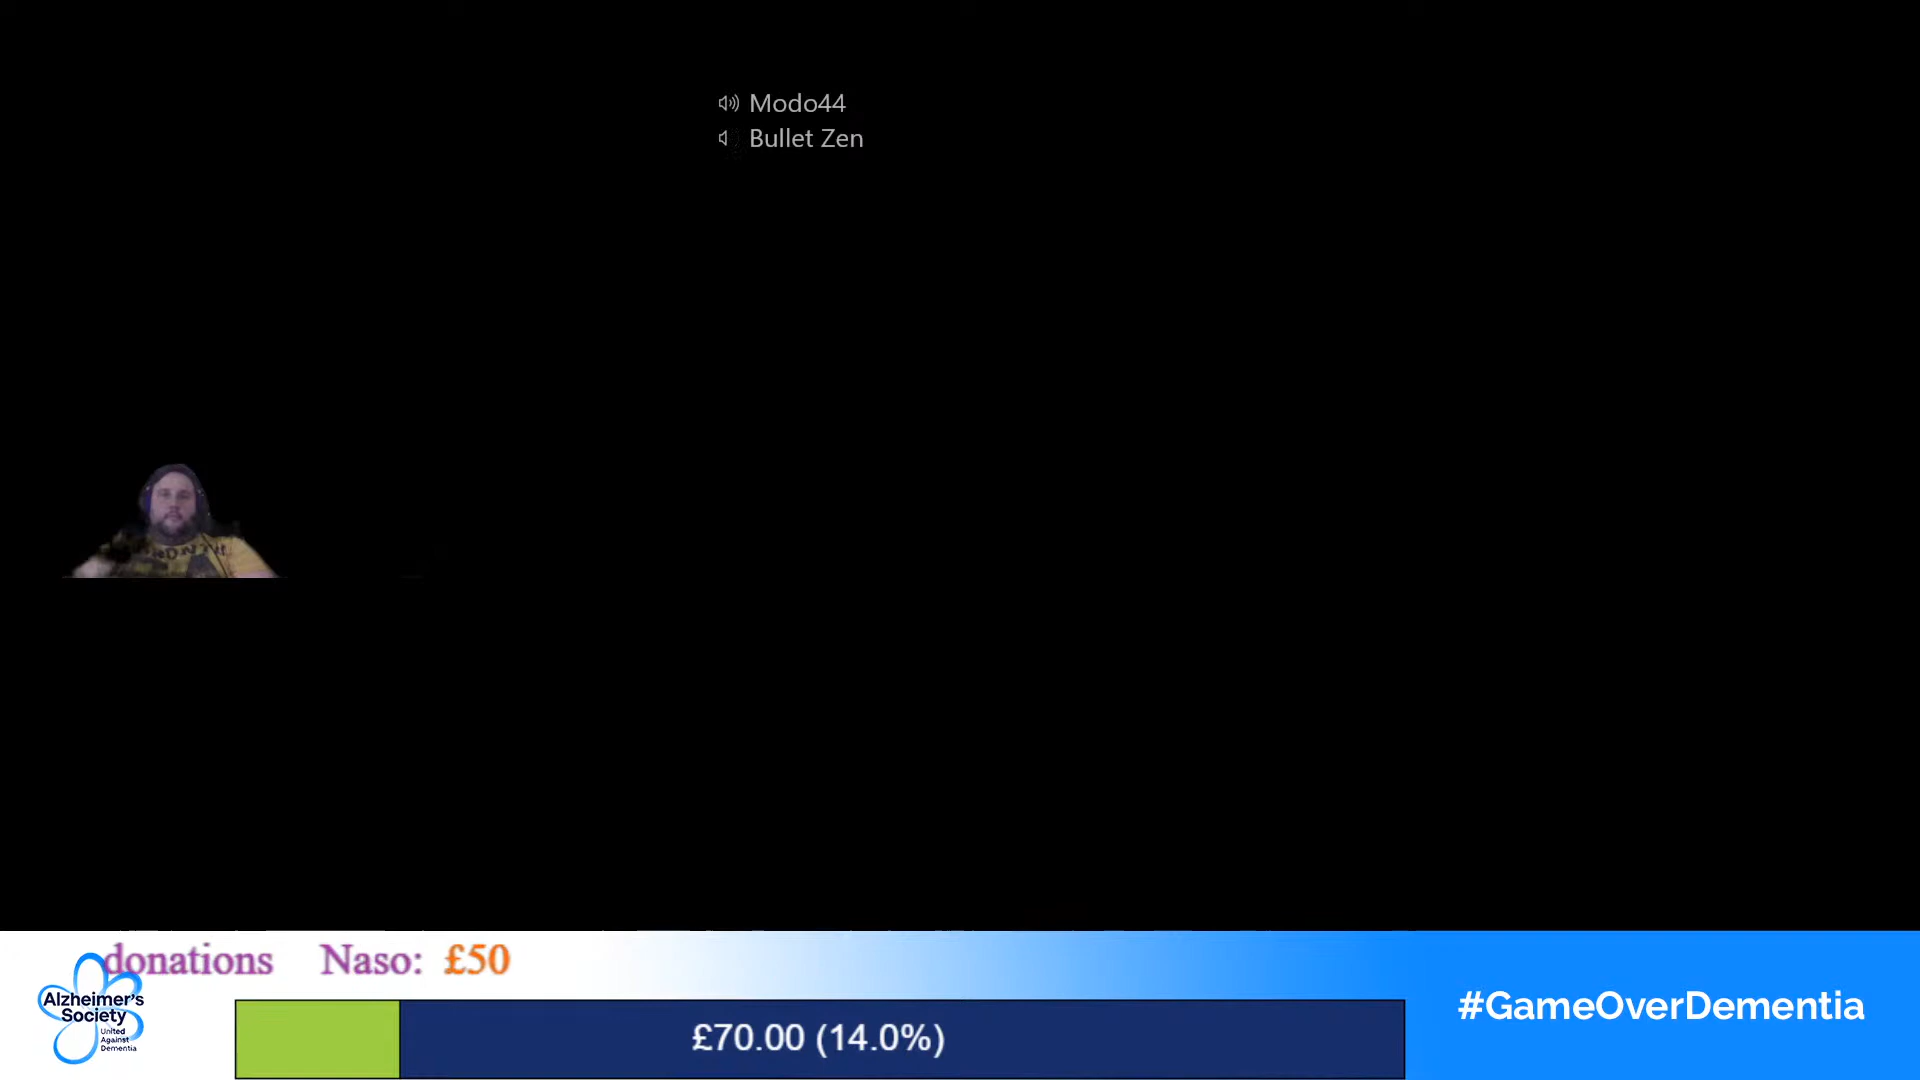 Modo44
Bullet Zen
donations Naso: £50
Alzheimer's
Society
United
Against
Dementia
£70.00 (14.0%)
#GameOverDementia